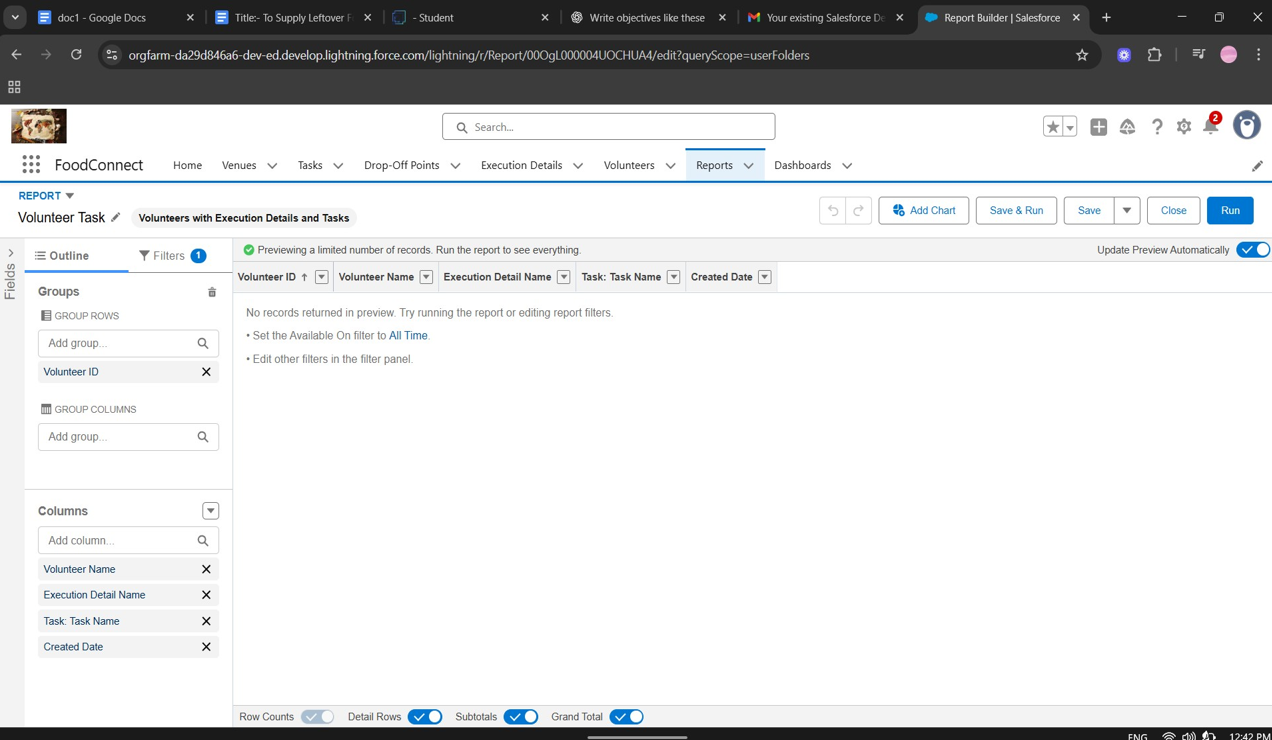 doc1 - Google Docs
Title:- To Supply Leftover F
- Student
Write objectives like these
Your existing Salesforce De
Report Builder | Salesforce
orgfarm-da29d846a6-dev-ed.develop.lightning.force.com/lightning/r/Report/00OgL000004UOCHUA4/edit?queryScope=userFolders
Search...
2
FoodConnect
Home
Venues
Tasks
Drop-Off Points
Execution Details
Volunteers
Reports
Dashboards
REPORT
Volunteer Task
Volunteers with Execution Details and Tasks
Add Chart
Save & Run
Save
Close
Run
Fields
Outline
Filters 1
Previewing a limited number of records. Run the report to see everything.
Update Preview Automatically
Volunteer ID
Volunteer Name
Execution Detail Name
Task: Task Name
Created Date
Groups
GROUP ROWS
Add group...
Volunteer ID
GROUP COLUMNS
Add group...
No records returned in preview. Try running the report or editing report filters.
• Set the Available On filter to All Time.
• Edit other filters in the filter panel.
Columns
Add column...
Volunteer Name
Execution Detail Name
Task: Task Name
Created Date
Row Counts
Detail Rows
Subtotals
Grand Total
ENG
12:42 PM